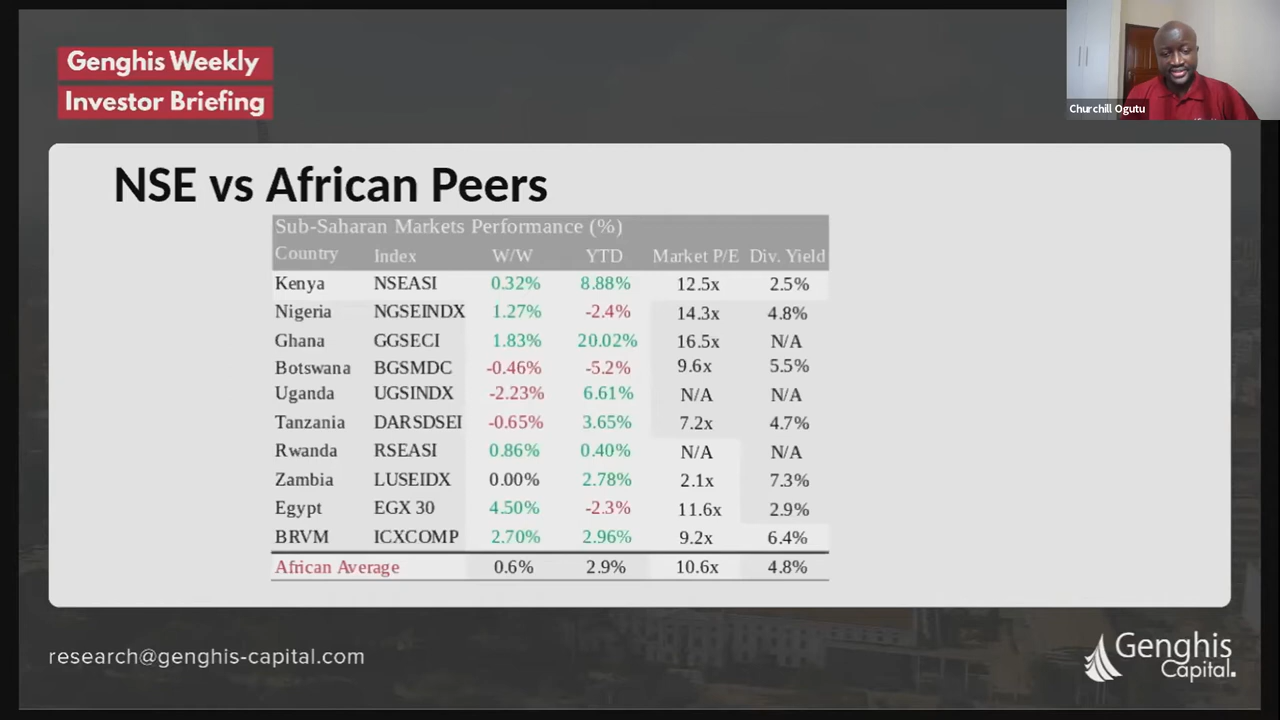 Genghis Weekly
Investor Briefing
Churchill Ogutu
NSE vs African Peers
Sub-Saharan Markets Performance (%)
Country Index W/W YTD Market P/E Div. Yield
Kenya NSEASI 0.32% 8.88% 12.5x 2.5%
Nigeria NGSEINDX 1.27% -2.4% 14.3x 4.8%
Ghana GGSECI 1.83% 20.02% 16.5x N/A
Botswana BGSMDC -0.46% -5.2% 9.6x 5.5%
Uganda UGSINDX -2.23% 6.61% N/A N/A
Tanzania DARSDSEI -0.65% 3.65% 7.2x 4.7%
Rwanda RSEASI 0.86% 0.40% N/A N/A
Zambia LUSEIDX 0.00% 2.78% 2.1x 7.3%
Egypt EGX 30 4.50% -2.3% 11.6x 2.9%
BRVM ICXCOMP 2.70% 2.96% 9.2x 6.4%
African Average 0.6% 2.9% 10.6x 4.8%
research@genghis-capital.com
Genghis
Capital.